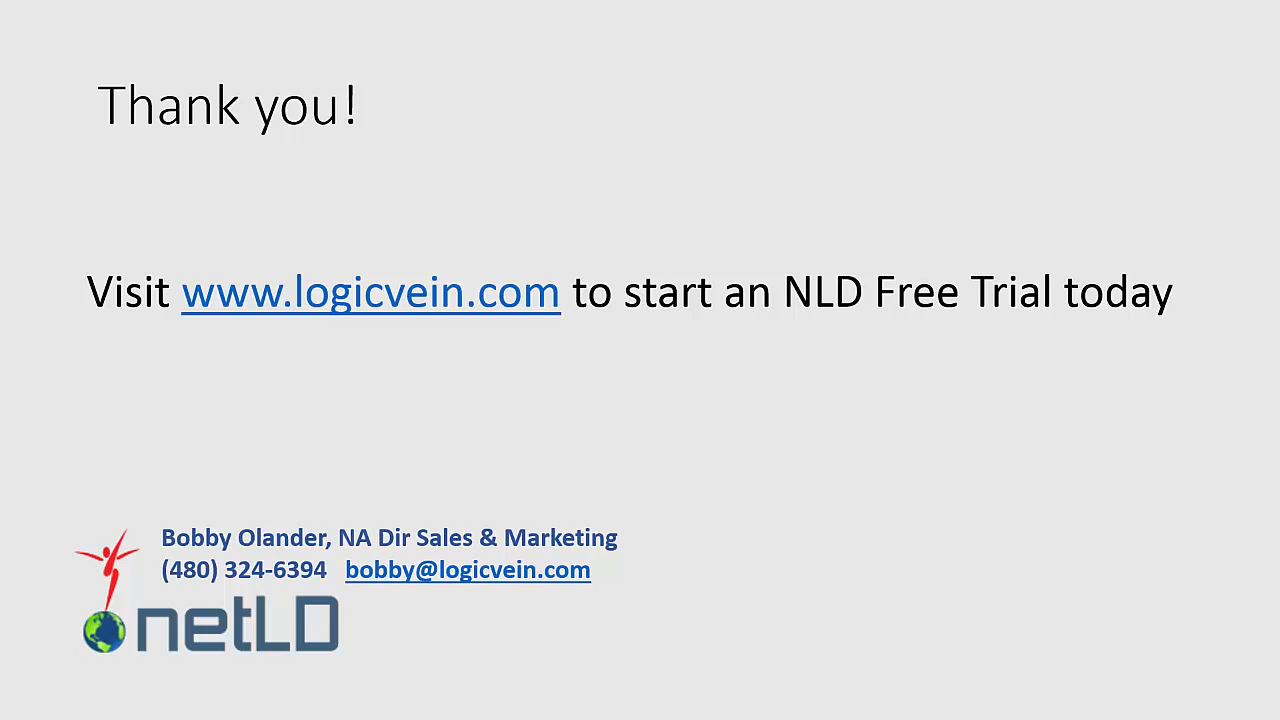 Thank you!
Visit www.logicvein.com to start an NLD Free Trial today
Bobby Olander, NA Dir Sales & Marketing
(480) 324-6394 bobby@logicvein.com
netLD